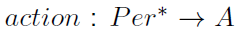 action : Per* → A